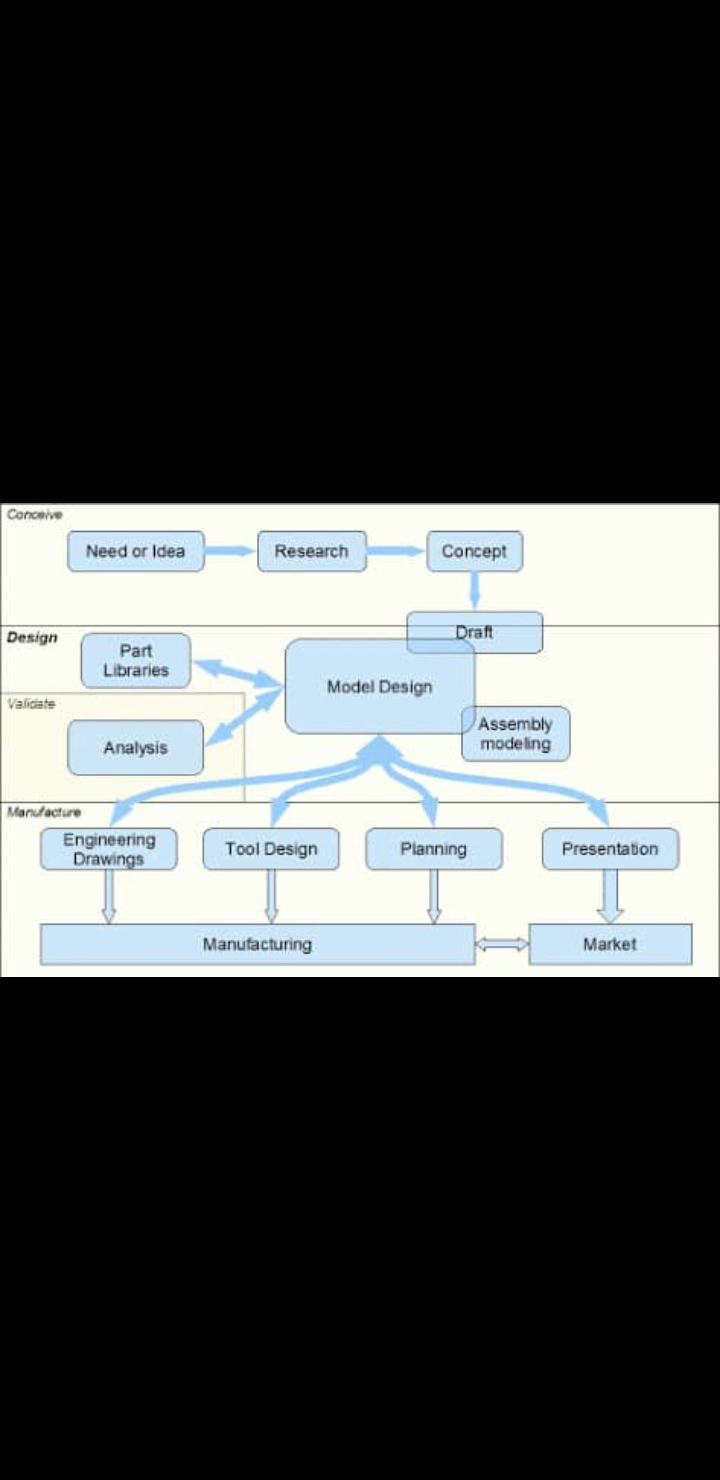 Conceive
Need or Idea
Research
Concept
Draft
Design
Part
Libraries
Model Design
Validate
Analysis
Assembly
modeling
Manufacture
Engineering
Drawings
Tool Design
Planning
Presentation
Manufacturing
Market